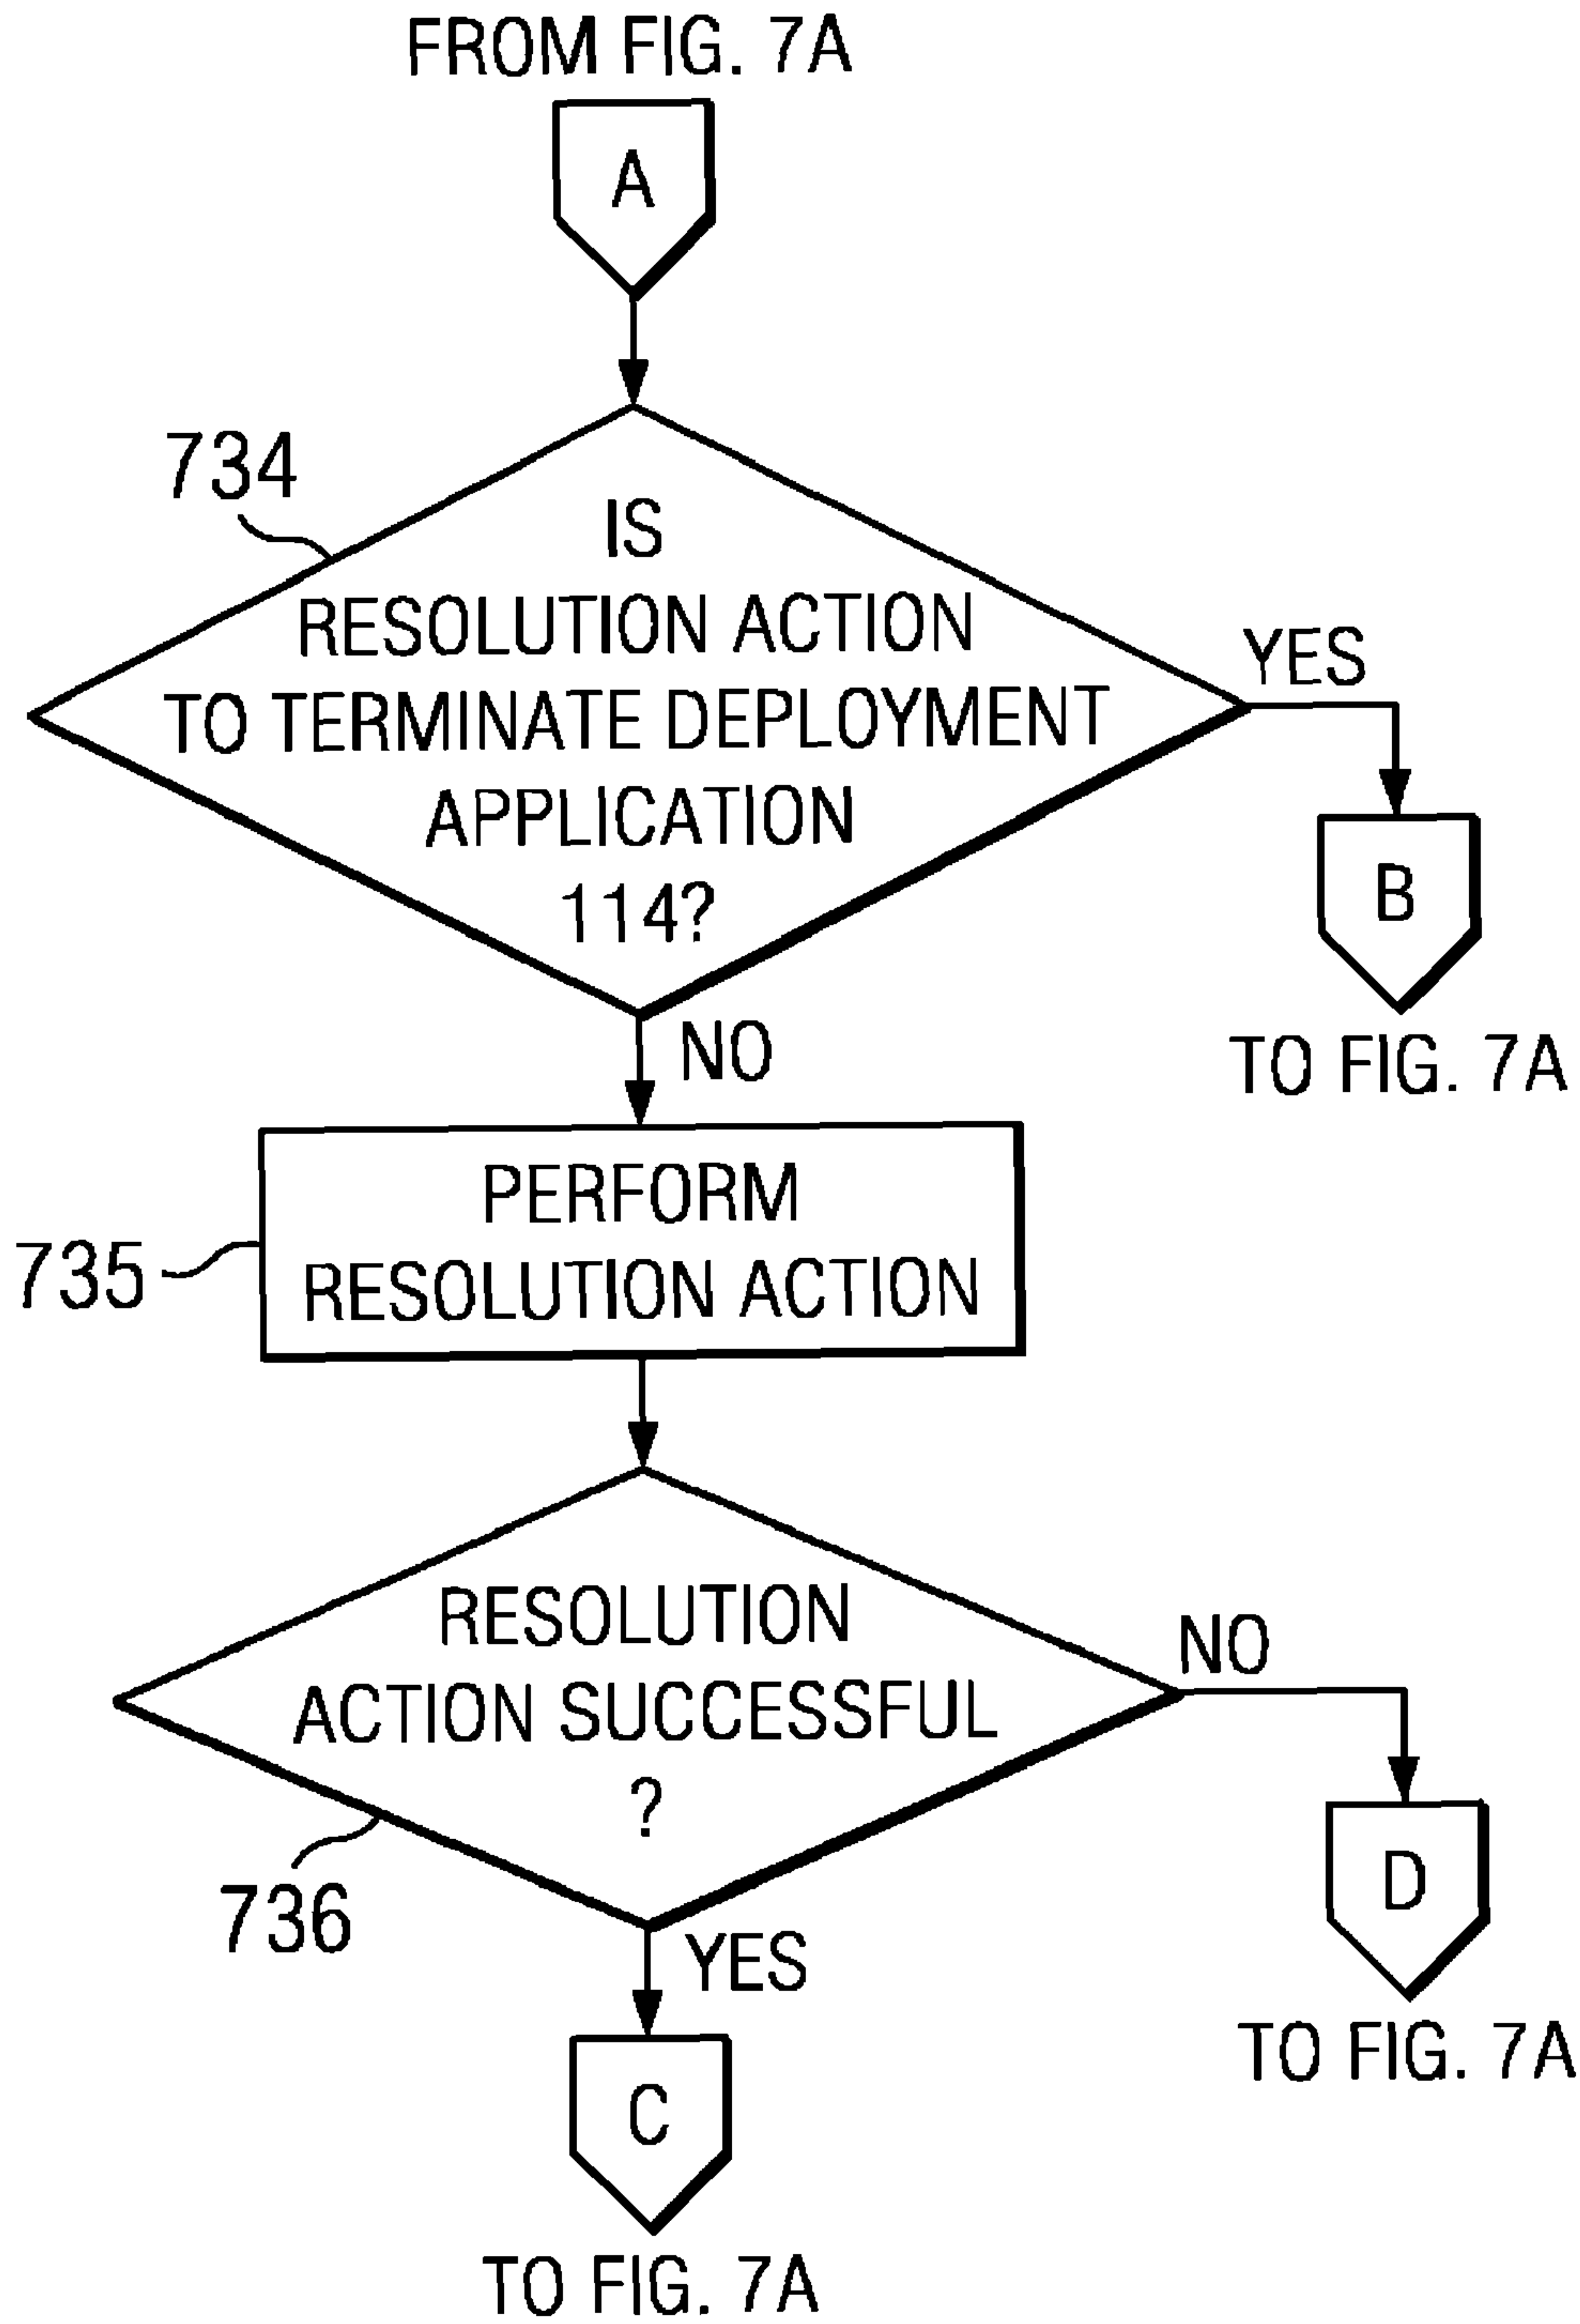 FROM FIG. 7A
A
734
IS
RESOLUTION ACTION
TO TERMINATE DEPLOYMENT
APPLICATION
114?
YES
B
TO FIG. 7A
NO
PERFORM
RESOLUTION ACTION
735
RESOLUTION
ACTION SUCCESSFUL
?
NO
D
TO FIG. 7A
736
YES
C
TO FIG. 7A